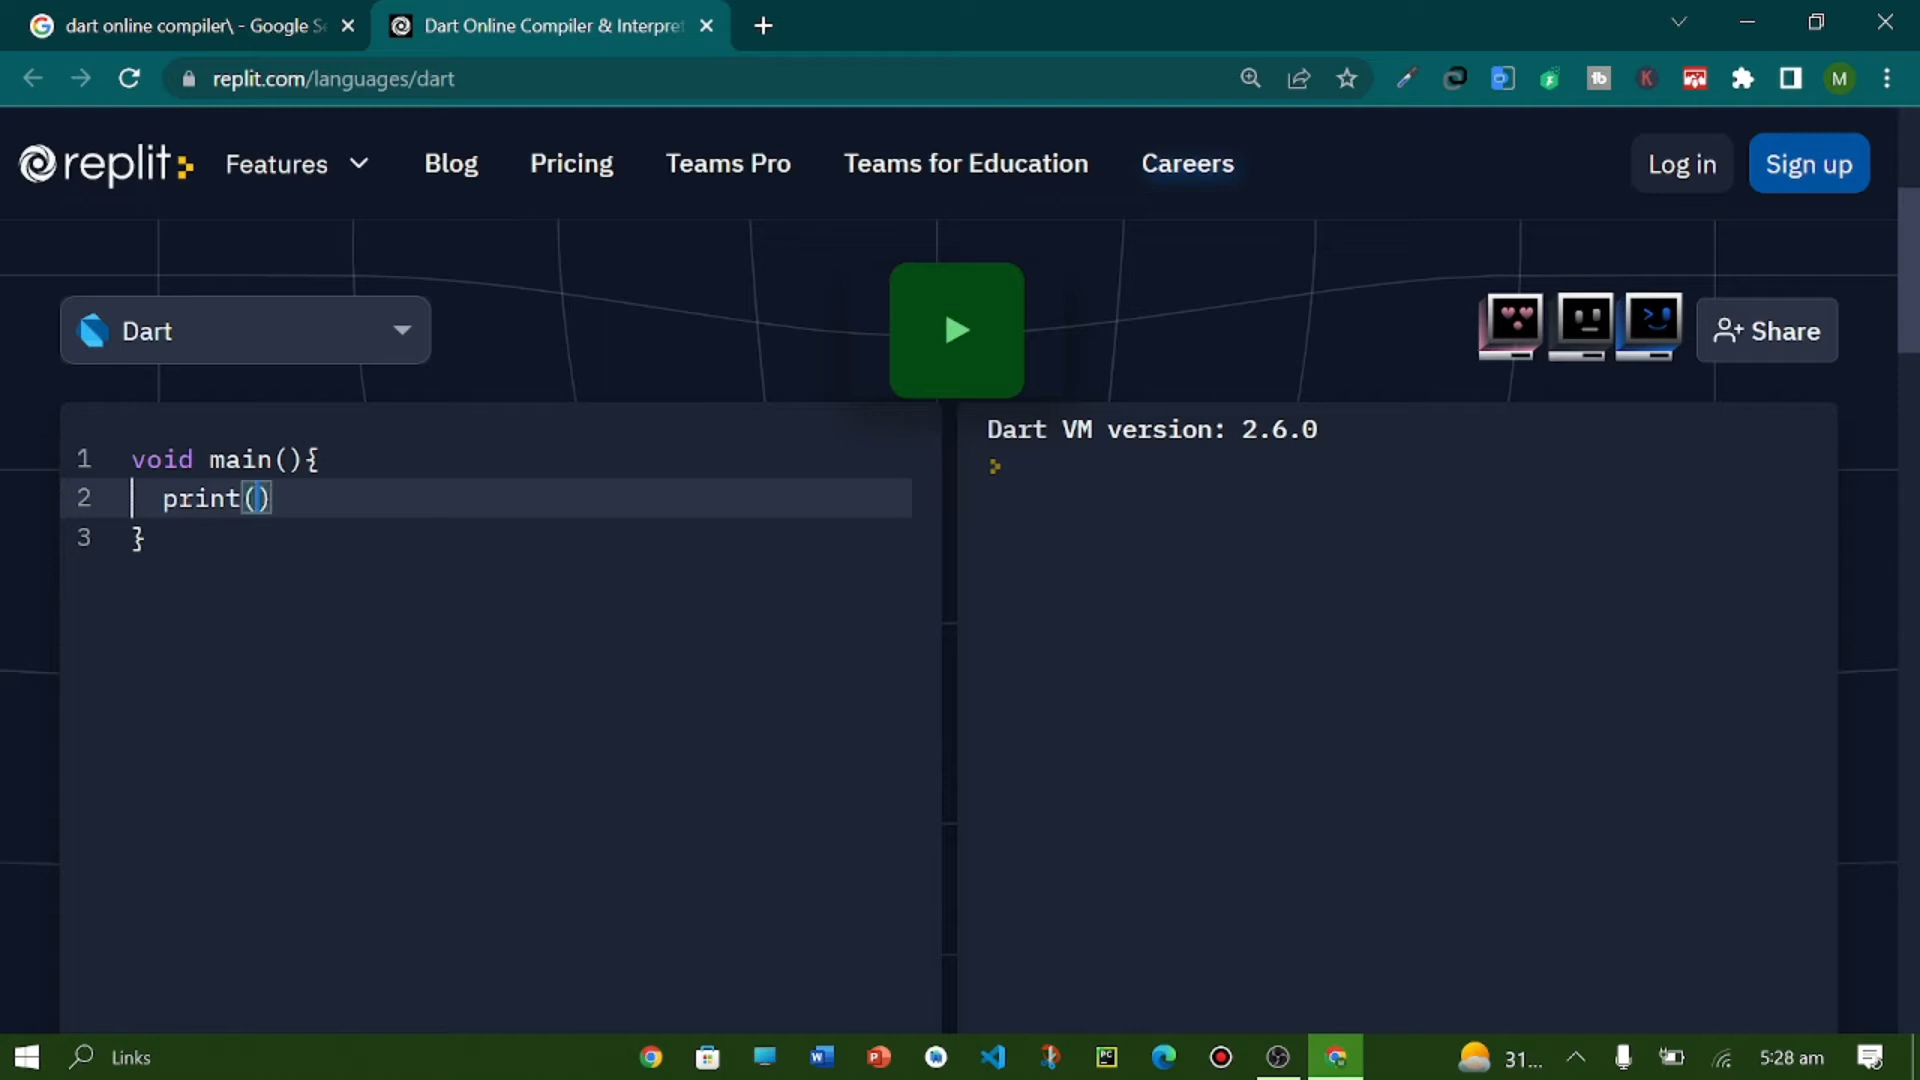 dart online compiler\ - Google Se
Dart Online Compiler & Interpret
replit.com/languages/dart
M
replit
Features
Blog
Pricing
Teams Pro
Teams for Education
Careers
Log in
Sign up
Dart
Share
1 void main(){
2 print()
3 }
Dart VM version: 2.6.0
Links
31...
5:28 am